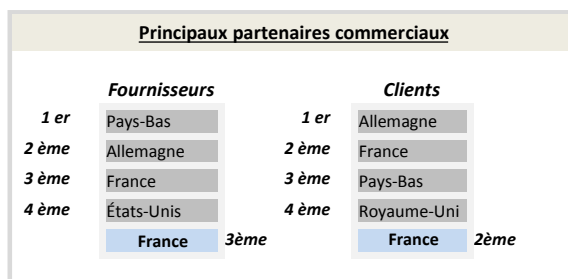 Principaux partenaires commerciaux
Fournisseurs Clients
1 er Pays-Bas 1 er Allemagne
2 ème Allemagne 2 ème France
3 ème France 3 ème Pays-Bas
4 ème États-Unis 4 ème Royaume-Uni
France 3ème France 2ème